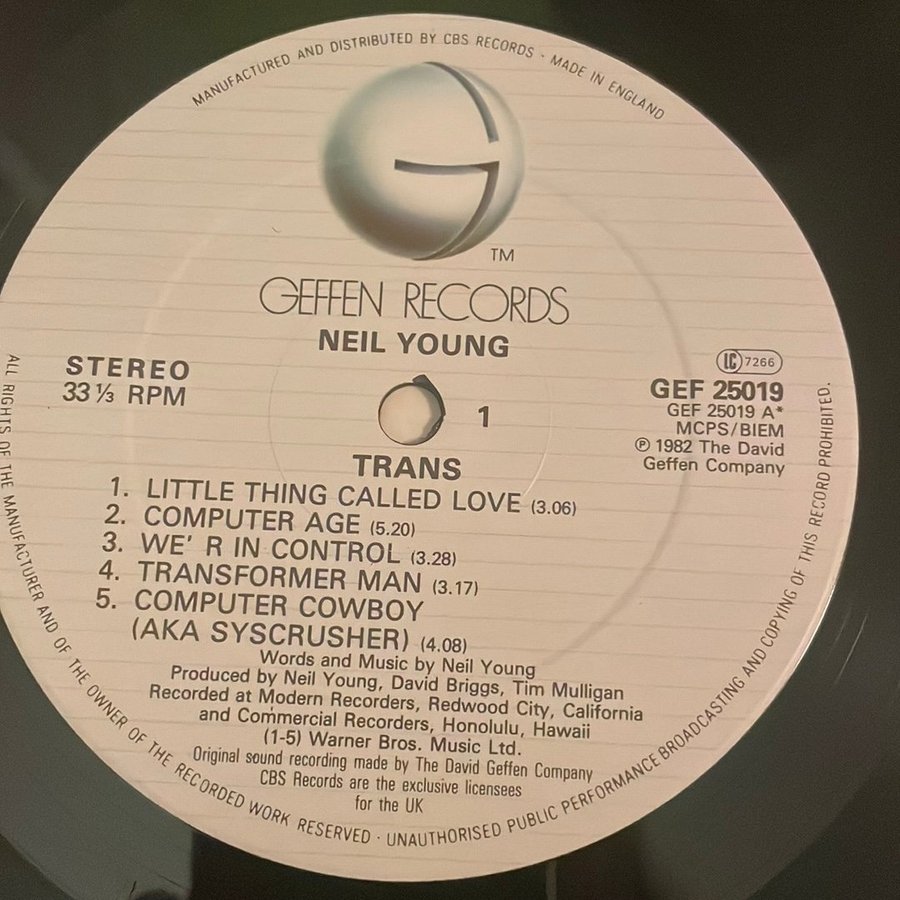 MANUFACTURED AND DISTRIBUTED BY CBS RECORDS · MADE IN ENGLAND
TM
GEFFEN RECORDS
NEIL YOUNG
STEREO
33⅓ RPM
1
LC 7266
GEF 25019
GEF 25019 A*
MCPS/BIEM
℗ 1982 The David
Geffen Company
TRANS
1. LITTLE THING CALLED LOVE (3.06)
2. COMPUTER AGE (5.20)
3. WE' R IN CONTROL (3.28)
4. TRANSFORMER MAN (3.17)
5. COMPUTER COWBOY
(AKA SYSCRUSHER) (4.08)
Words and Music by Neil Young
Produced by Neil Young, David Briggs, Tim Mulligan
Recorded at Modern Recorders, Redwood City, California
and Commercial Recorders, Honolulu, Hawaii
(1-5) Warner Bros. Music Ltd.
Original sound recording made by The David Geffen Company
CBS Records are the exclusive licensees
for the UK
ALL RIGHTS OF THE MANUFACTURER AND OF THE OWNER OF THE RECORDED WORK RESERVED · UNAUTHORISED PUBLIC PERFORMANCE BROADCASTING AND COPYING OF THIS RECORD PROHIBITED.